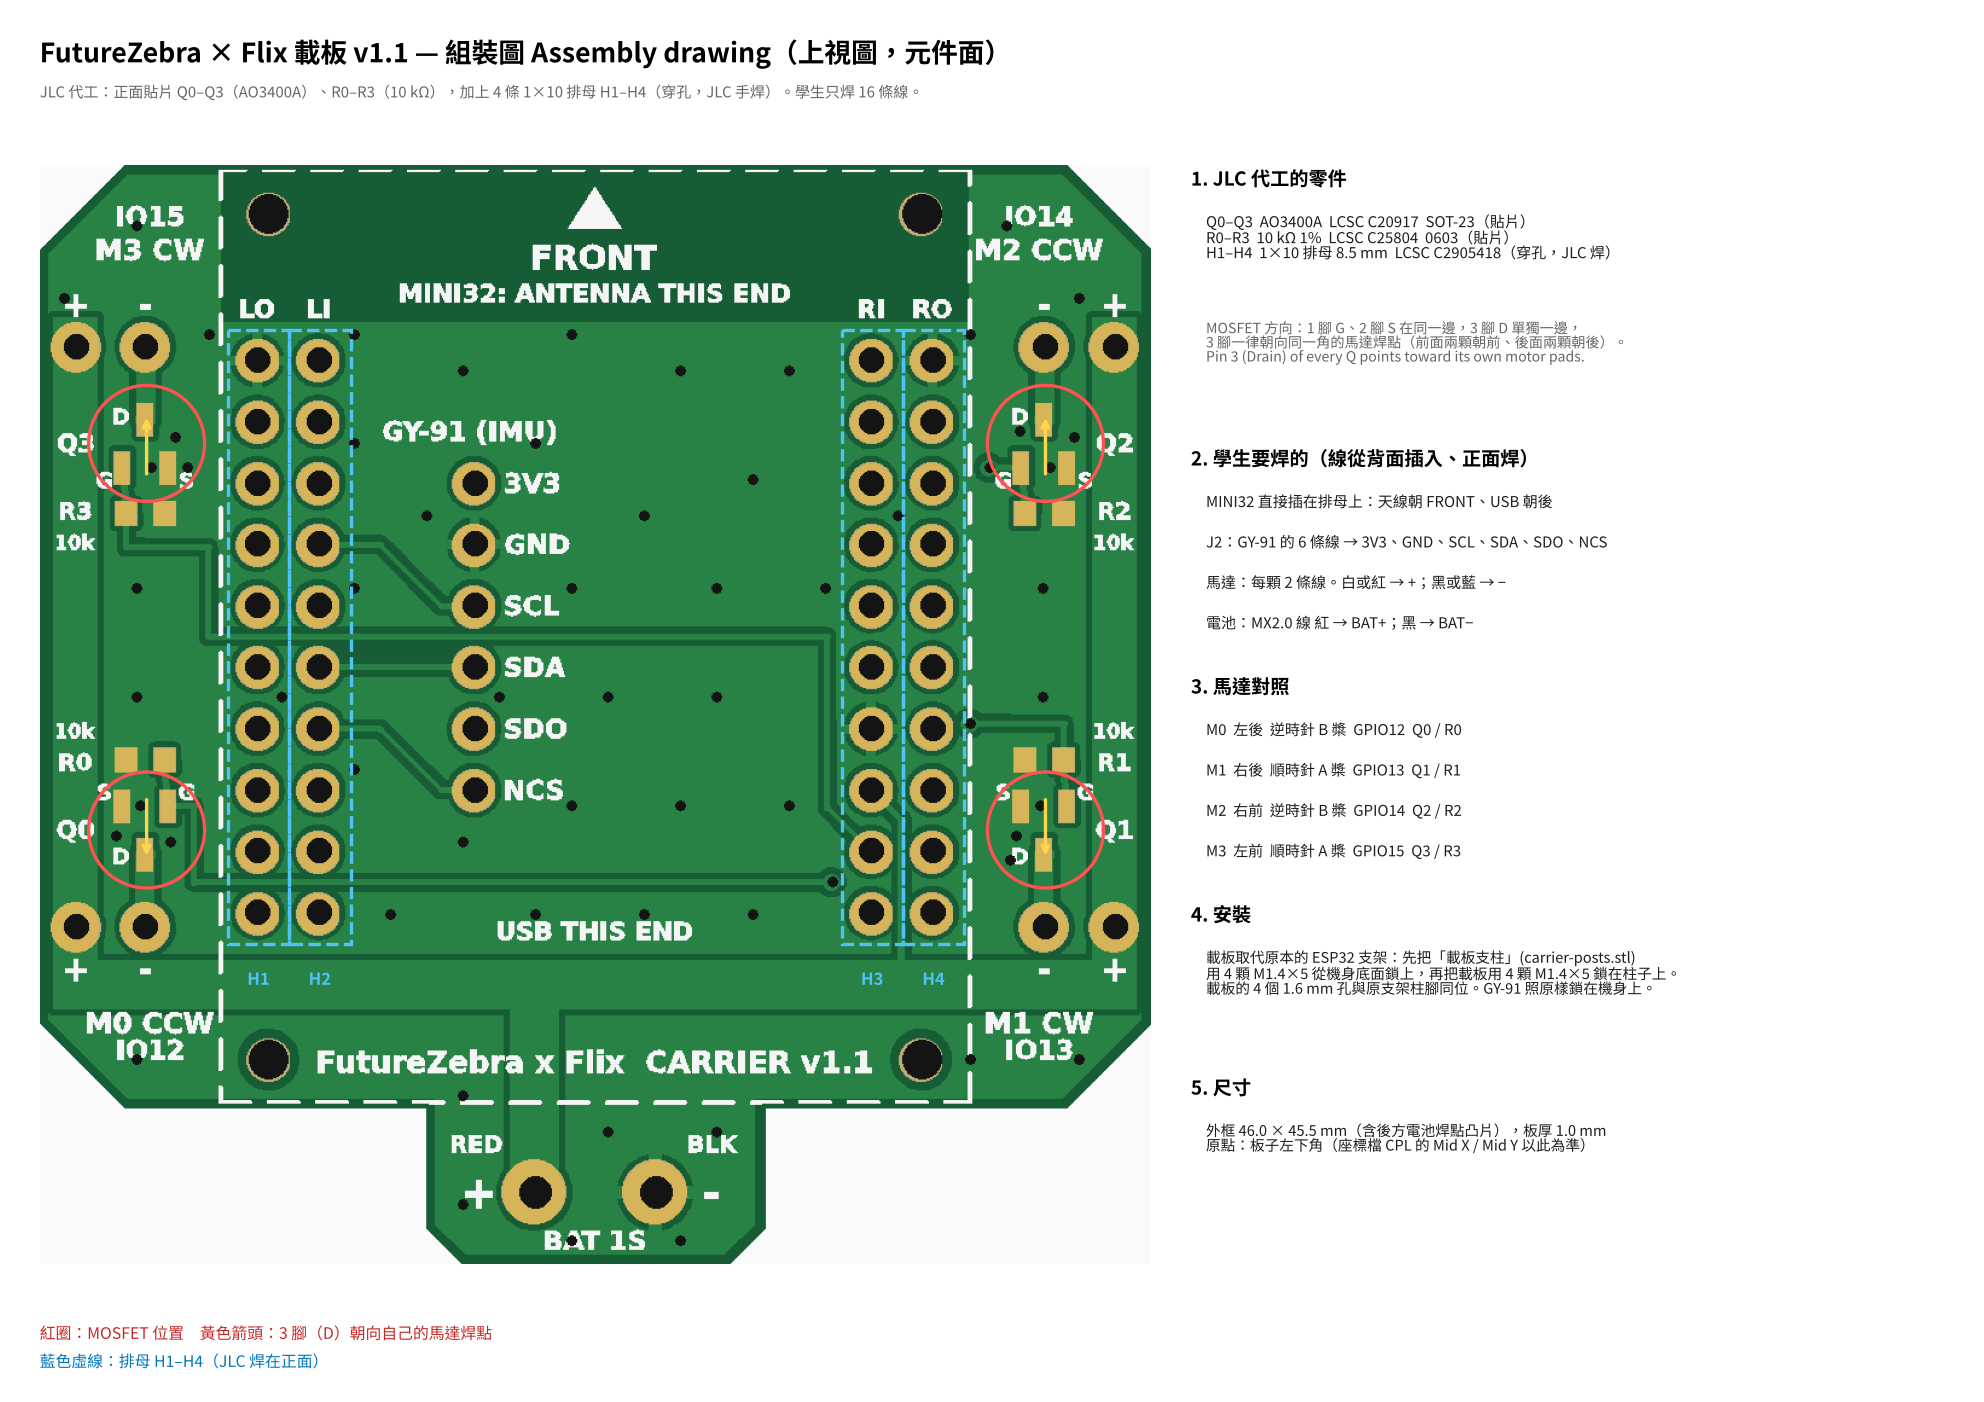 FutureZebra × Flix 載板 v1.1 — 組裝圖 Assembly drawing（上視圖，元件面）
JLC 代工：正面貼片 Q0–Q3（AO3400A）、R0–R3（10 kΩ），加上 4 條 1×10 排母 H1–H4（穿孔，JLC 手焊）。學生只焊 16 條線。
IO15
M3 CW
IO14
M2 CCW
FRONT
MINI32: ANTENNA THIS END
+ -
LO LI
RI RO
- +
D
Q3
G S
R3
10k
D
Q2
G S
R2
10k
GY-91 (IMU)
3V3
GND
SCL
SDA
SDO
NCS
10k
R0
S G
Q0
D
10k
R1
S G
Q1
D
USB THIS END
+ -
H1 H2
H3 H4
- +
M0 CCW
IO12
M1 CW
IO13
FutureZebra x Flix CARRIER v1.1
RED BLK
+ -
BAT 1S
1. JLC 代工的零件
Q0–Q3 AO3400A LCSC C20917 SOT-23（貼片）
R0–R3 10 kΩ 1% LCSC C25804 0603（貼片）
H1–H4 1×10 排母 8.5 mm LCSC C2905418（穿孔，JLC 焊）
MOSFET 方向：1 腳 G、2 腳 S 在同一邊，3 腳 D 單獨一邊，
3 腳一律朝向同一角的馬達焊點（前面兩顆朝前、後面兩顆朝後）。
Pin 3 (Drain) of every Q points toward its own motor pads.
2. 學生要焊的（線從背面插入、正面焊）
MINI32 直接插在排母上：天線朝 FRONT、USB 朝後
J2：GY-91 的 6 條線 → 3V3、GND、SCL、SDA、SDO、NCS
馬達：每顆 2 條線。白或紅 → +；黑或藍 → −
電池：MX2.0 線 紅 → BAT+；黑 → BAT−
3. 馬達對照
M0 左後 逆時針 B 槳 GPIO12 Q0 / R0
M1 右後 順時針 A 槳 GPIO13 Q1 / R1
M2 右前 逆時針 B 槳 GPIO14 Q2 / R2
M3 左前 順時針 A 槳 GPIO15 Q3 / R3
4. 安裝
載板取代原本的 ESP32 支架：先把「載板支柱」(carrier-posts.stl)
用 4 顆 M1.4×5 從機身底面鎖上，再把載板用 4 顆 M1.4×5 鎖在柱子上。
載板的 4 個 1.6 mm 孔與原支架柱腳同位。GY-91 照原樣鎖在機身上。
5. 尺寸
外框 46.0 × 45.5 mm（含後方電池焊點凸片），板厚 1.0 mm
原點：板子左下角（座標檔 CPL 的 Mid X / Mid Y 以此為準）
紅圈：MOSFET 位置 黃色箭頭：3 腳（D）朝向自己的馬達焊點
藍色虛線：排母 H1–H4（JLC 焊在正面）